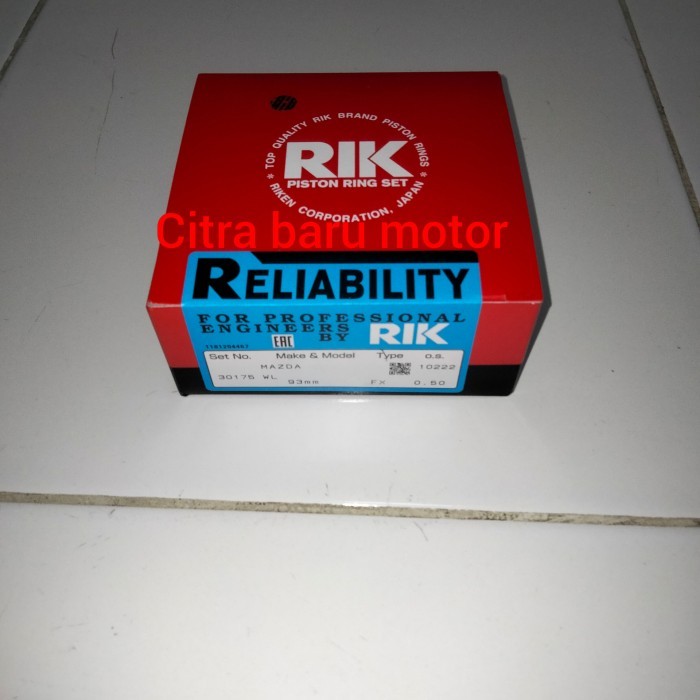 * TOP QUALITY RIK BRAND PISTON RINGS *
RIK
PISTON RING SET
RIKEN CORPORATION, JAPAN
Citra baru motor
RELIABILITY
FOR PROFESSIONAL
ENGINEERS
BY RIK
EAC
Set No. Make & Model Type o.s.
MAZDA 10222
30175 WL
93mm 0.50